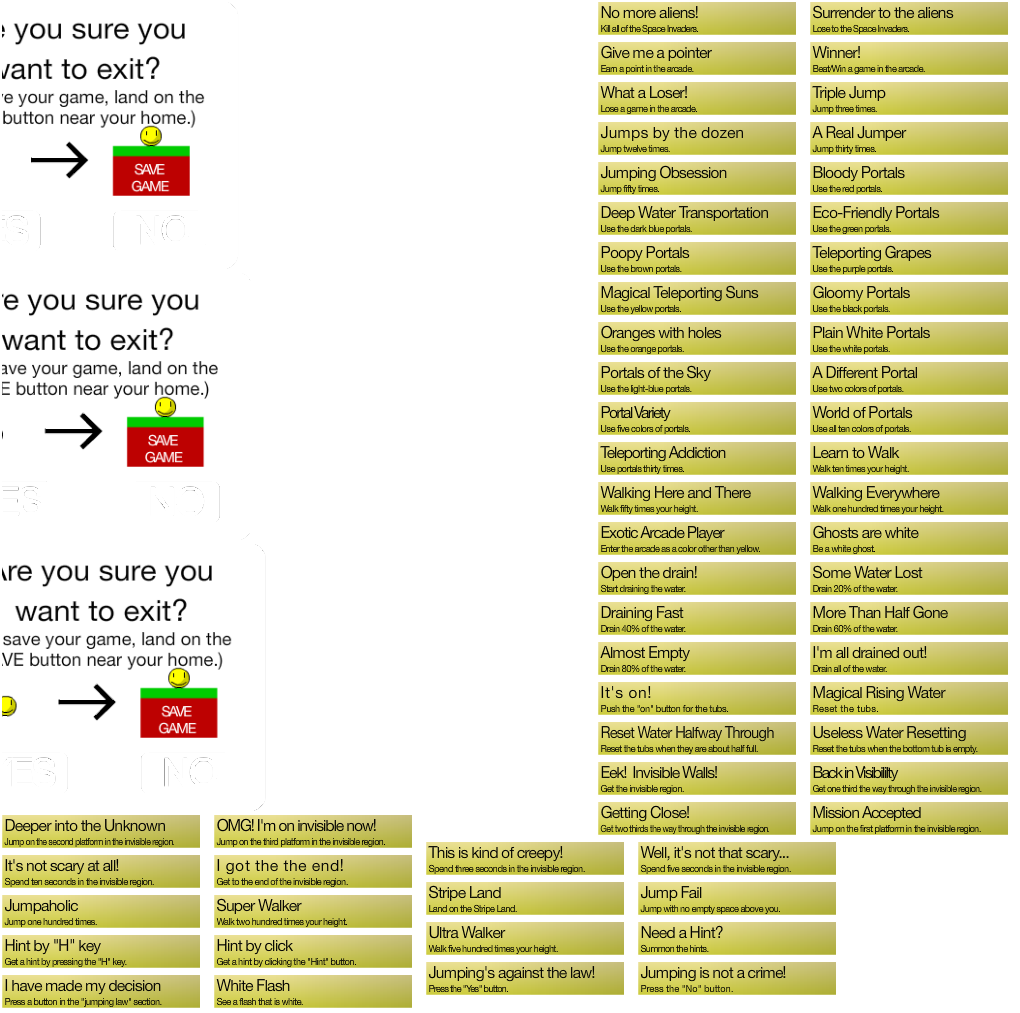 you sure you
want to exit?
your game, land on the
button near your home.)
SAVE
GAME
NO
you sure you
want to exit?
your game, land on the
button near your home.)
SAVE
GAME
NO
you sure you
want to exit?
save your game, land on the
button near your home.)
SAVE
GAME
NO
No more aliens!
Kill all of the Space Invaders.
Surrender to the aliens
Lose to the Space Invaders.
Give me a pointer
Earn a point in the arcade.
Winner!
Beat/Win a game in the arcade.
What a Loser!
Lose a game in the arcade.
Triple Jump
Jump three times.
Jumps by the dozen
Jump twelve times.
A Real Jumper
Jump thirty times.
Jumping Obsession
Jump fifty times.
Bloody Portals
Use the red portals.
Deep Water Transportation
Use the dark blue portals.
Eco-Friendly Portals
Use the green portals.
Poopy Portals
Use the brown portals.
Teleporting Grapes
Use the purple portals.
Magical Teleporting Suns
Use the yellow portals.
Gloomy Portals
Use the black portals.
Oranges with holes
Use the orange portals.
Plain White Portals
Use the white portals.
Portals of the Sky
Use the light-blue portals.
A Different Portal
Use two colors of portals.
Portal Variety
Use five colors of portals.
World of Portals
Use all ten colors of portals.
Teleporting Addiction
Use portals thirty times.
Learn to Walk
Walk ten times your height.
Walking Here and There
Walk fifty times your height.
Walking Everywhere
Walk one hundred times your height.
Exotic Arcade Player
Enter the arcade as a color other than yellow.
Ghosts are white
Be a white ghost.
Open the drain!
Start draining the water.
Some Water Lost
Drain 20% of the water.
Draining Fast
Drain 40% of the water.
More Than Half Gone
Drain 60% of the water.
Almost Empty
Drain 80% of the water.
I'm all drained out!
Drain all of the water.
It's on!
Push the "on" button for the tubs.
Magical Rising Water
Reset the tubs.
Reset Water Halfway Through
Reset the tubs when they are about half full.
Useless Water Resetting
Reset the tubs when the bottom tub is empty.
Eek! Invisible Walls!
Get the invisible region.
Back in Visibility
Get one third the way through the invisible region.
Getting Close!
Get two thirds the way through the invisible region.
Mission Accepted
Jump on the first platform in the invisible region.
Deeper into the Unknown
Jump on the second platform in the invisible region.
OMG! I'm on invisible now!
Jump on the third platform in the invisible region.
This is kind of creepy!
Spend three seconds in the invisible region.
Well, it's not that scary...
Spend five seconds in the invisible region.
It's not scary at all!
Spend ten seconds in the invisible region.
I got the the end!
Get to the end of the invisible region.
Stripe Land
Land on the Stripe Land.
Jump Fail
Jump with no empty space above you.
Jumpaholic
Jump one hundred times.
Super Walker
Walk two hundred times your height.
Ultra Walker
Walk five hundred times your height.
Need a Hint?
Summon the hints.
Hint by "H" key
Get a hint by pressing the "H" key.
Hint by click
Get a hint by clicking the "Hint" button.
Jumping's against the law!
Press the "Yes" button.
Jumping is not a crime!
Press the "No" button.
I have made my decision
Press a button in the "jumping law" section.
White Flash
See a flash that is white.